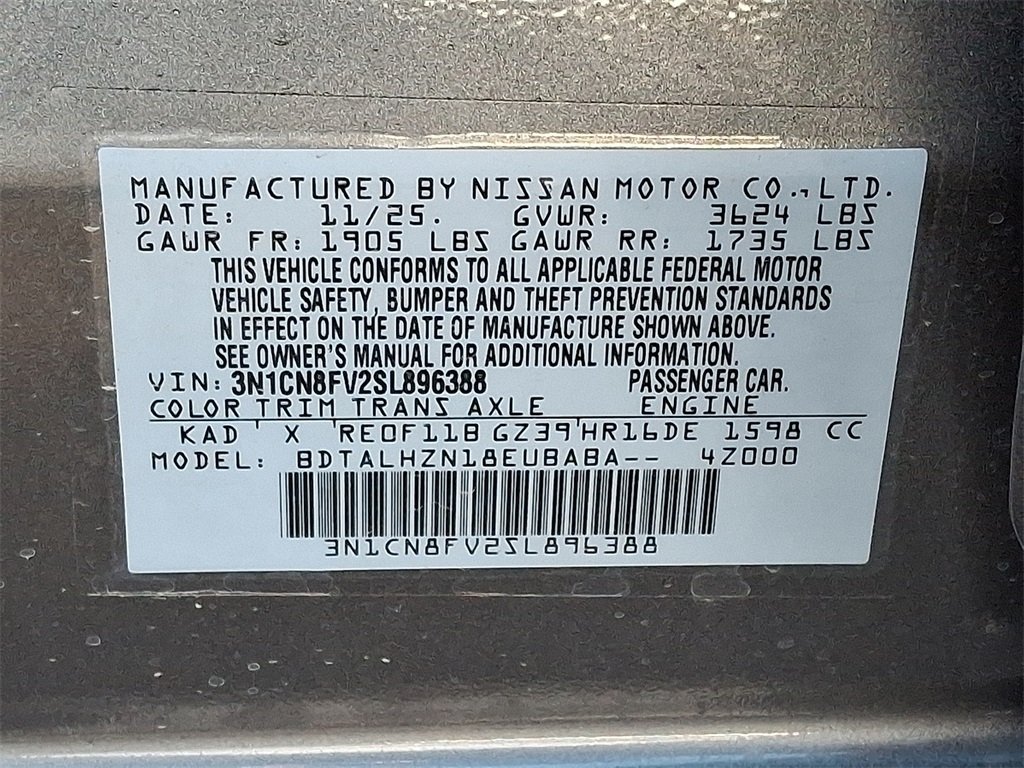 MANUFACTURED BY NISSAN MOTOR CO., LTD.
DATE: 11/25. GVWR: 3624 LBS
GAWR FR: 1905 LBS GAWR RR: 1735 LBS
THIS VEHICLE CONFORMS TO ALL APPLICABLE FEDERAL MOTOR
VEHICLE SAFETY, BUMPER AND THEFT PREVENTION STANDARDS
IN EFFECT ON THE DATE OF MANUFACTURE SHOWN ABOVE.
SEE OWNER'S MANUAL FOR ADDITIONAL INFORMATION.
VIN: 3N1CN8FV2SL896388 PASSENGER CAR.
COLOR TRIM TRANS AXLE ENGINE
KAD ' X 'RE0F11B GZ39'HR16DE 1598 CC
MODEL: BDTALHZN18EUBABA-- 4Z000
3N1CN8FV2SL896388